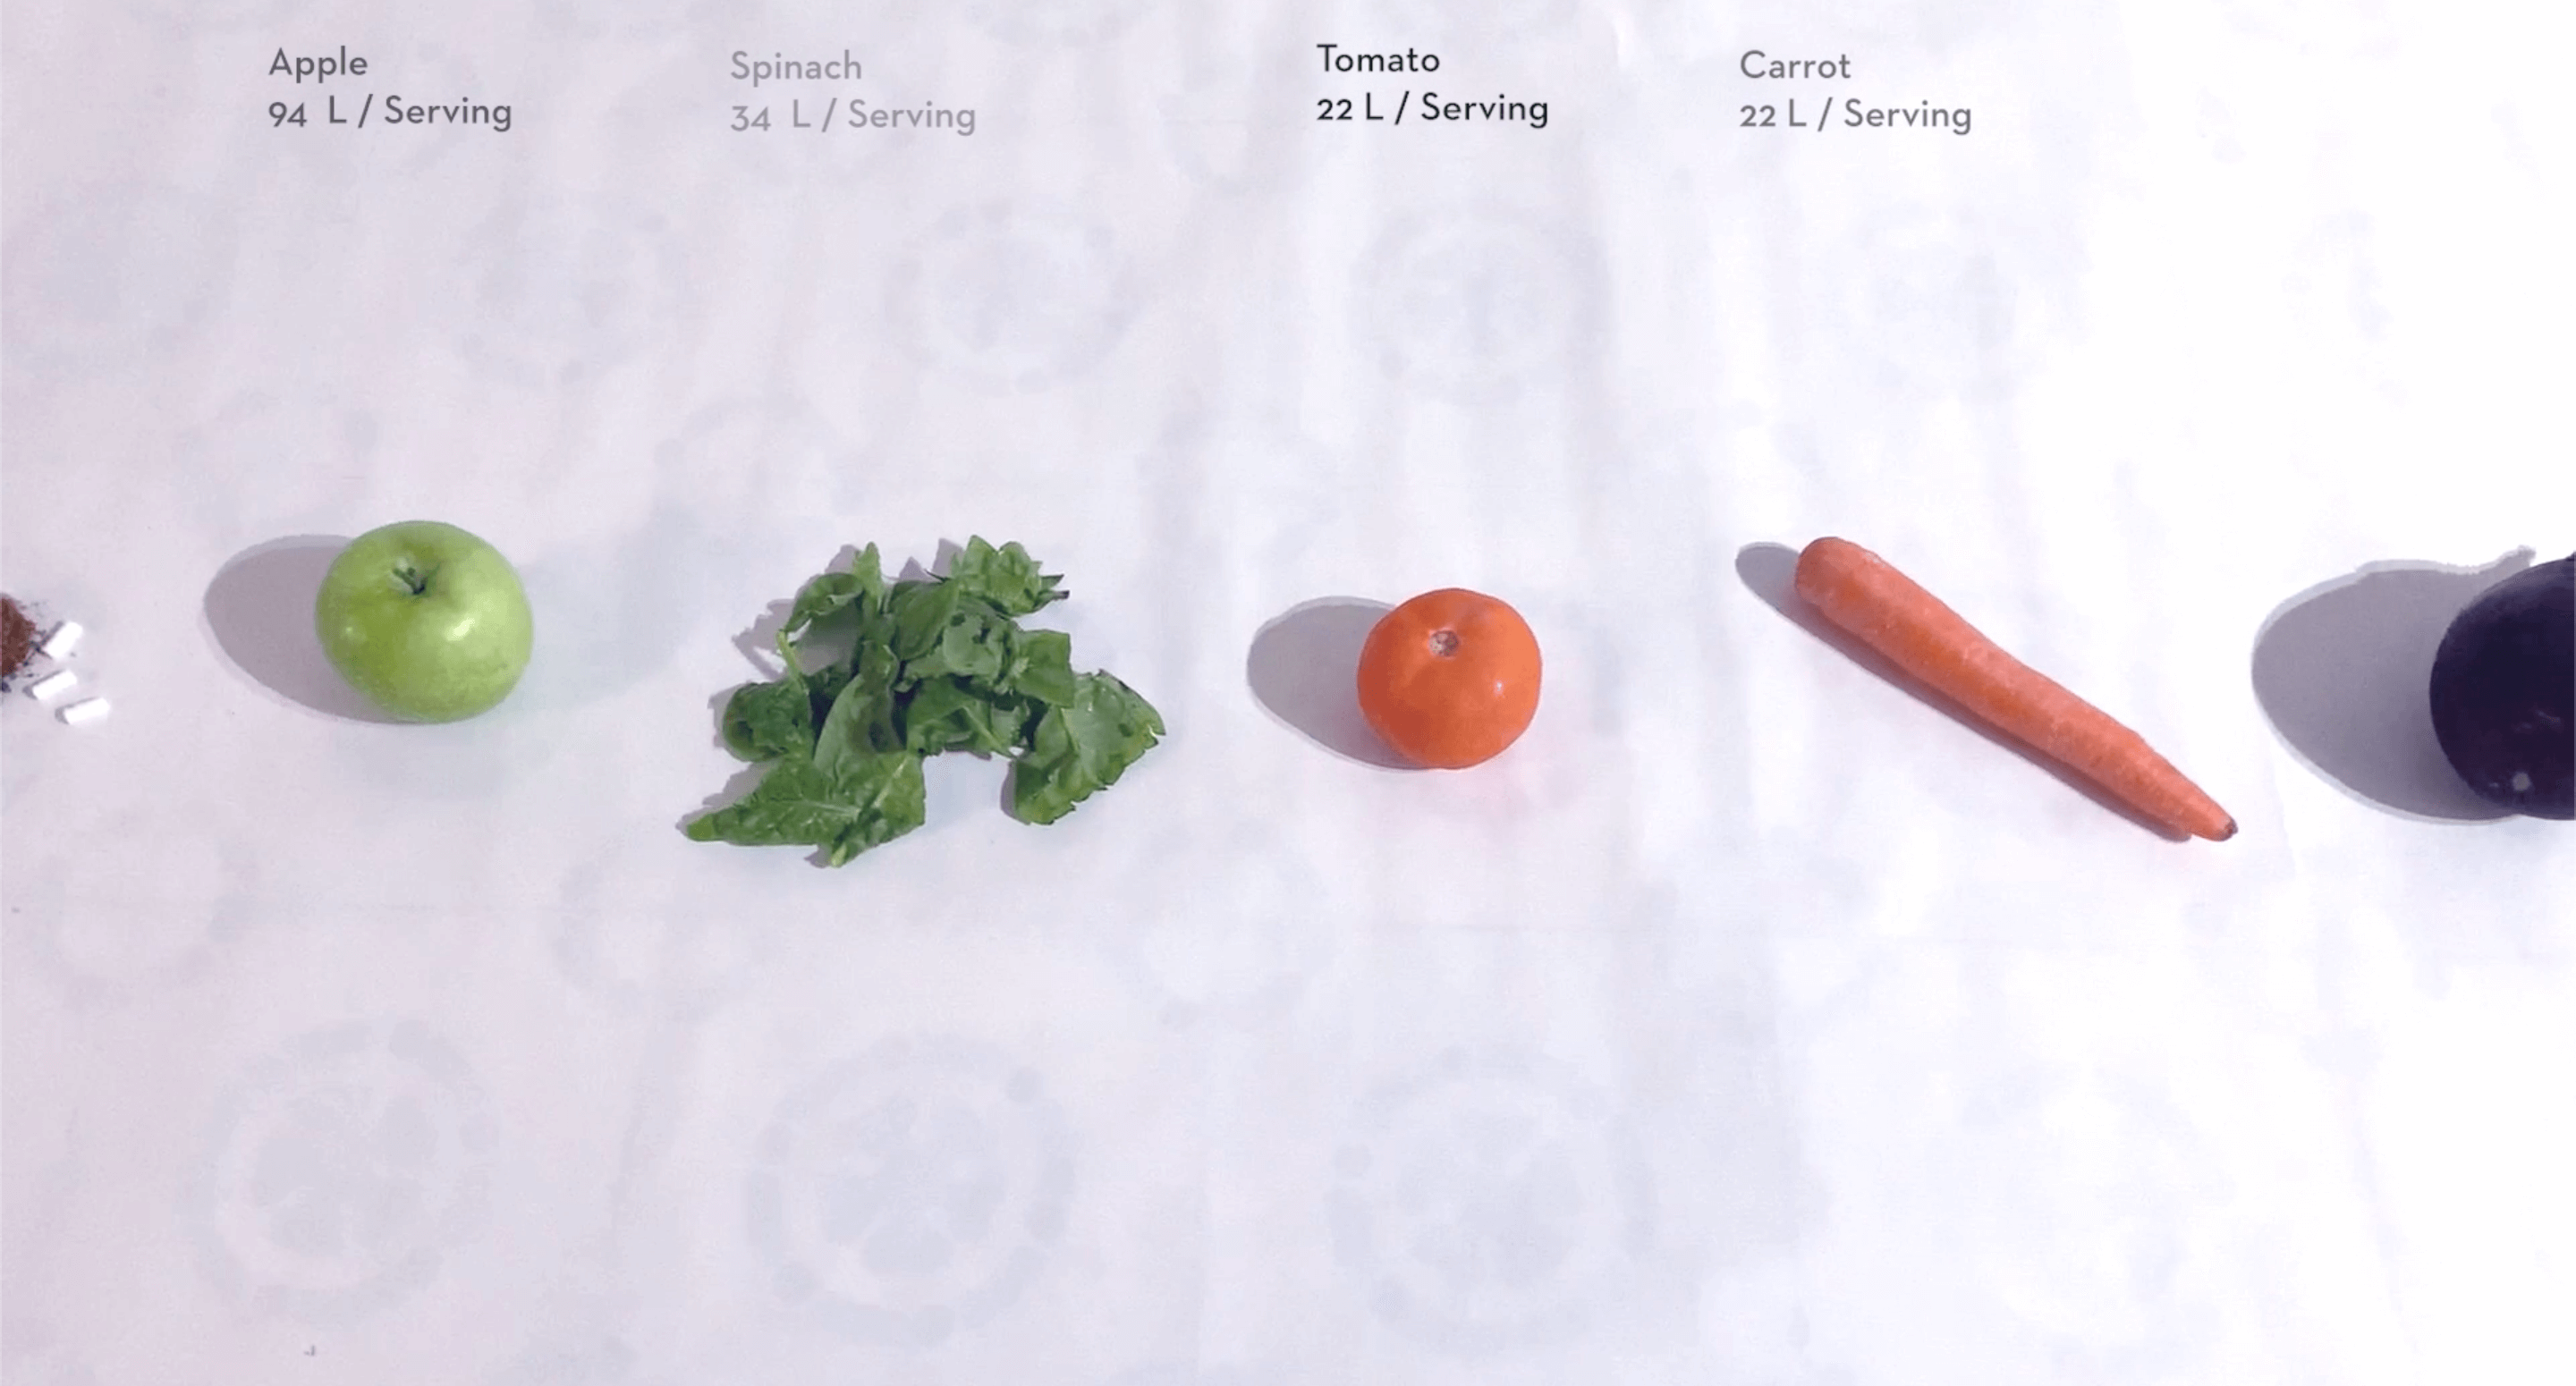 Apple
94 L / Serving
Spinach
34 L / Serving
Tomato
22 L / Serving
Carrot
22 L / Serving